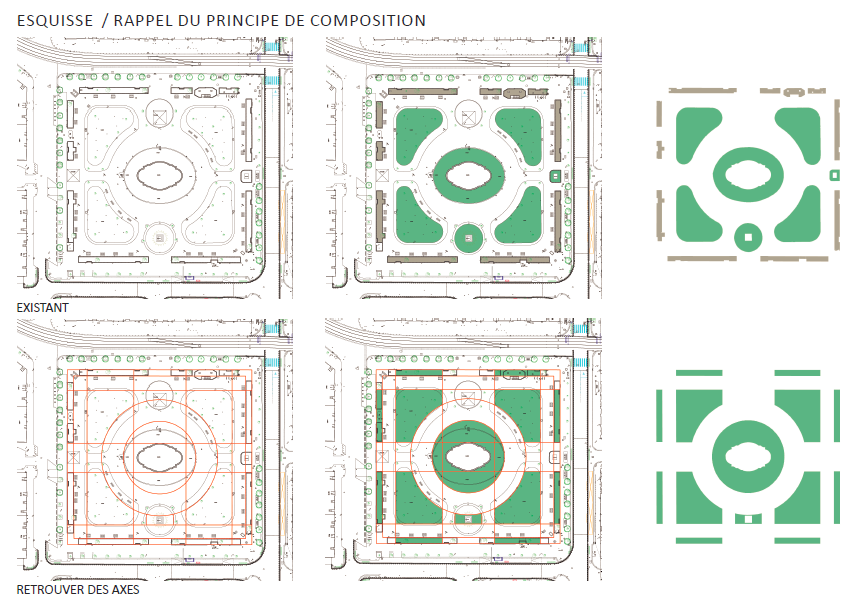 ESQUISSE / RAPPEL DU PRINCIPE DE COMPOSITION
EXISTANT
RETROUVER DES AXES